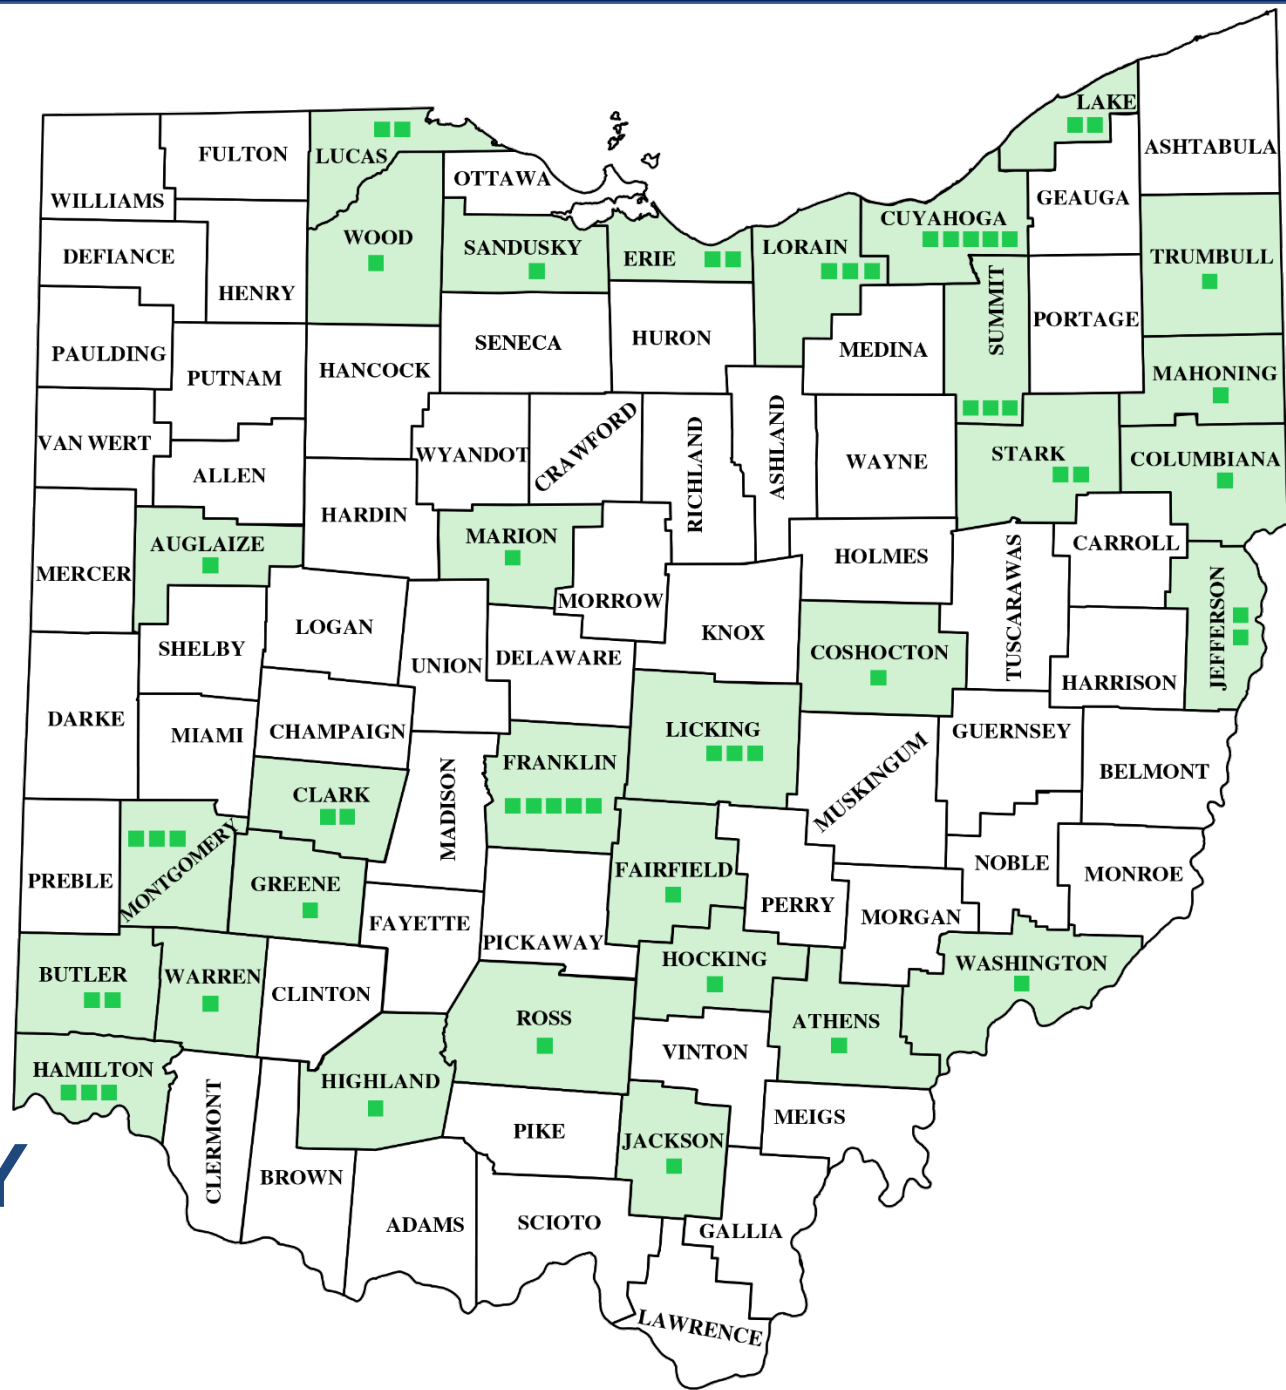 LAKE
ASHTABULA
FULTON
LUCAS
OTTAWA
WILLIAMS
GEAUGA
CUYAHOGA
WOOD
SANDUSKY
ERIE
LORAIN
DEFIANCE
TRUMBULL
HENRY
SUMMIT
PORTAGE
PAULDING
SENECA
HURON
MEDINA
PUTNAM
HANCOCK
MAHONING
VAN WERT
ALLEN
WYANDOT
CRAWFORD
RICHLAND
ASHLAND
WAYNE
STARK
COLUMBIANA
HARDIN
MARION
AUGLAIZE
HOLMES
CARROLL
TUSCARAWAS
MERCER
MORROW
JEFFERSON
LOGAN
KNOX
SHELBY
UNION
DELAWARE
COSHOCTON
HARRISON
DARKE
MIAMI
CHAMPAIGN
LICKING
GUERNSEY
FRANKLIN
MUSKINGUM
BELMONT
CLARK
MADISON
MONTGOMERY
PREBLE
GREENE
FAIRFIELD
NOBLE
MONROE
PERRY
MORGAN
FAYETTE
PICKAWAY
HOCKING
WASHINGTON
BUTLER
WARREN
CLINTON
ROSS
ATHENS
VINTON
HAMILTON
HIGHLAND
MEIGS
CLERMONT
PIKE
JACKSON
Y
BROWN
ADAMS
SCIOTO
GALLIA
LAWRENCE